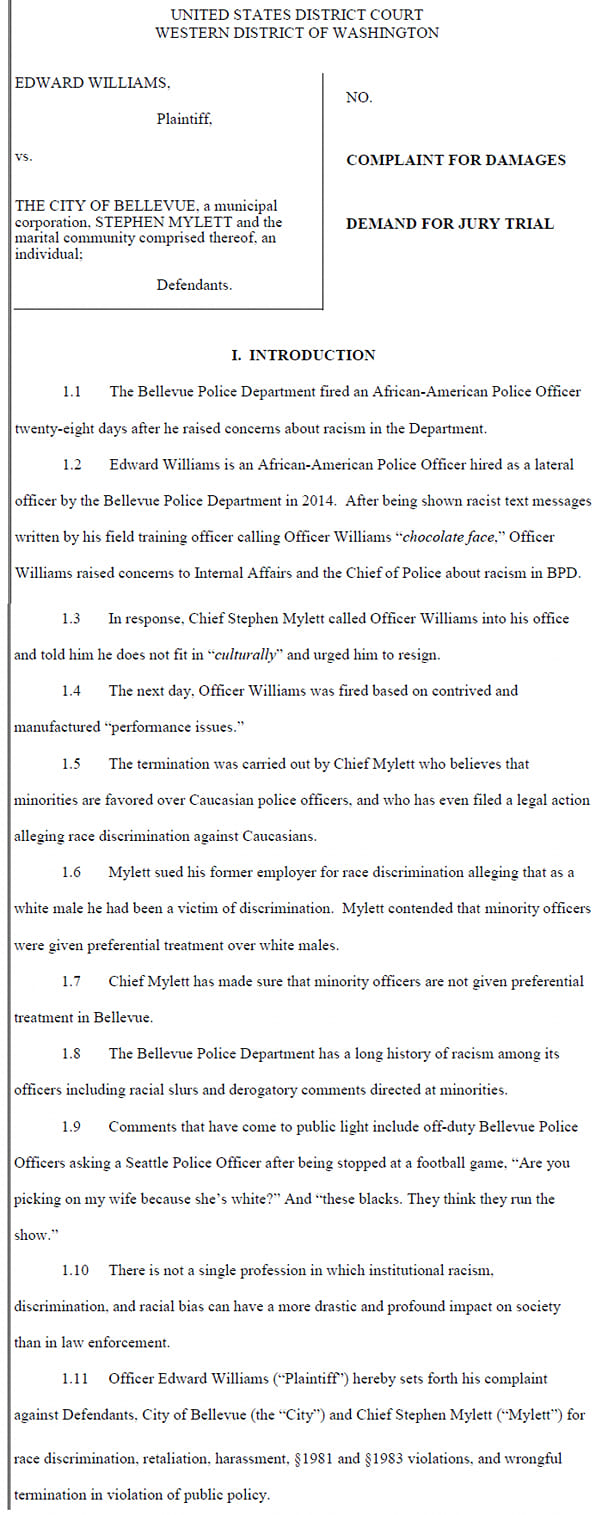 UNITED STATES DISTRICT COURT
WESTERN DISTRICT OF WASHINGTON
EDWARD WILLIAMS,
Plaintiff,
vs.
THE CITY OF BELLEVUE, a municipal
corporation, STEPHEN MYLETT and the
marital community comprised thereof, an
individual;
Defendants.
NO.
COMPLAINT FOR DAMAGES
DEMAND FOR JURY TRIAL
I. INTRODUCTION
1.1 The Bellevue Police Department fired an African-American Police Officer
twenty-eight days after he raised concerns about racism in the Department.
1.2 Edward Williams is an African-American Police Officer hired as a lateral
officer by the Bellevue Police Department in 2014. After being shown racist text messages
written by his field training officer calling Officer Williams “chocolate face,” Officer
Williams raised concerns to Internal Affairs and the Chief of Police about racism in BPD.
1.3 In response, Chief Stephen Mylett called Officer Williams into his office
and told him he does not fit in “culturally” and urged him to resign.
1.4 The next day, Officer Williams was fired based on contrived and
manufactured “performance issues.”
1.5 The termination was carried out by Chief Mylett who believes that
minorities are favored over Caucasian police officers, and who has even filed a legal action
alleging race discrimination against Caucasians.
1.6 Mylett sued his former employer for race discrimination alleging that as a
white male he had been a victim of discrimination. Mylett contended that minority officers
were given preferential treatment over white males.
1.7 Chief Mylett has made sure that minority officers are not given preferential
treatment in Bellevue.
1.8 The Bellevue Police Department has a long history of racism among its
officers including racial slurs and derogatory comments directed at minorities.
1.9 Comments that have come to public light include off-duty Bellevue Police
Officers asking a Seattle Police Officer after being stopped at a football game, “Are you
picking on my wife because she’s white?” And “these blacks. They think they run the
show.”
1.10 There is not a single profession in which institutional racism,
discrimination, and racial bias can have a more drastic and profound impact on society
than in law enforcement.
1.11 Officer Edward Williams (“Plaintiff”) hereby sets forth his complaint
against Defendants, City of Bellevue (the “City”) and Chief Stephen Mylett (“Mylett”) for
race discrimination, retaliation, harassment, §1981 and §1983 violations, and wrongful
termination in violation of public policy.